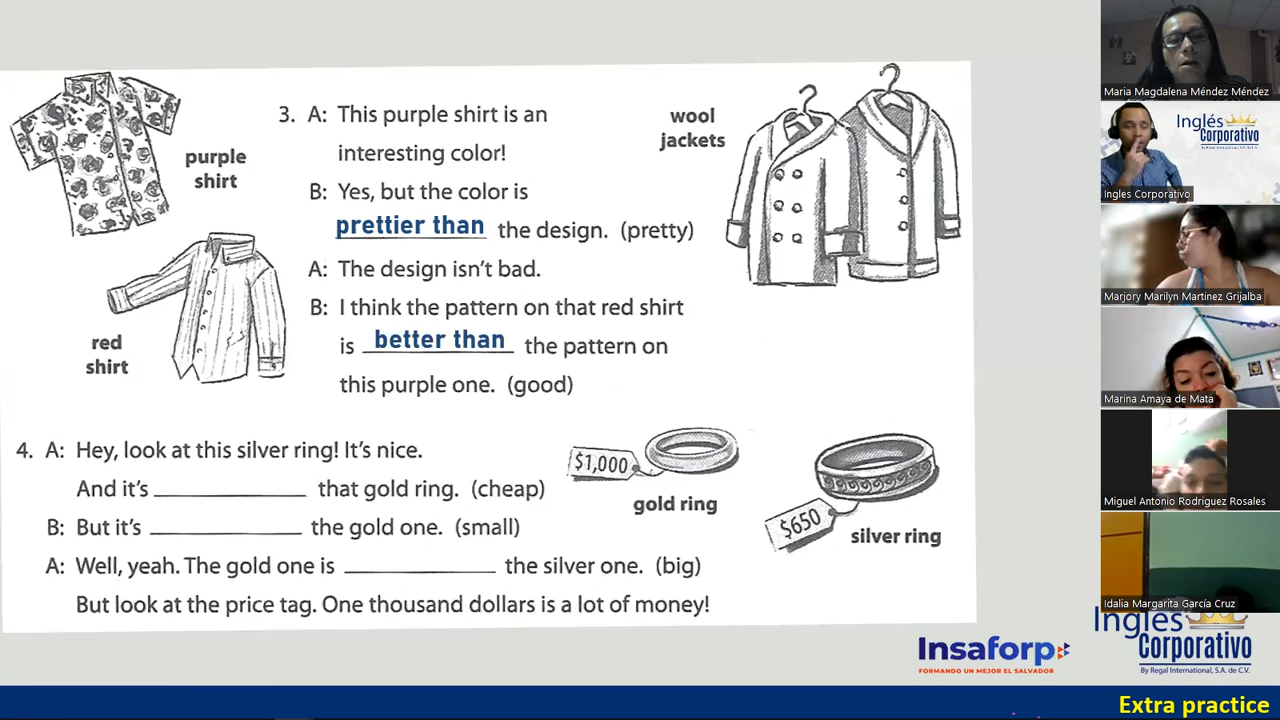 purple
shirt
red
shirt
3. A: This purple shirt is an
interesting color!
B: Yes, but the color is
prettier than the design. (pretty)
A: The design isn't bad.
B: I think the pattern on that red shirt
is better than the pattern on
this purple one. (good)
wool
jackets
4. A: Hey, look at this silver ring! It's nice.
And it's ____________ that gold ring. (cheap)
B: But it's ____________ the gold one. (small)
A: Well, yeah. The gold one is ____________ the silver one. (big)
But look at the price tag. One thousand dollars is a lot of money!
$1,000
gold ring
$650
silver ring
Insaforp
FORMANDO UN MEJOR EL SALVADOR
Inglés
Corporativo
By Regal International, S.A. de C.V.
Extra practice
Maria Magdalena Méndez Méndez
Inglés
Corporativo
Ingles Corporativo
Marjory Marilyn Martinez Grijalba
Marina Amaya de Mata
Miguel Antonio Rodriguez Rosales
Idalia Margarita García Cruz